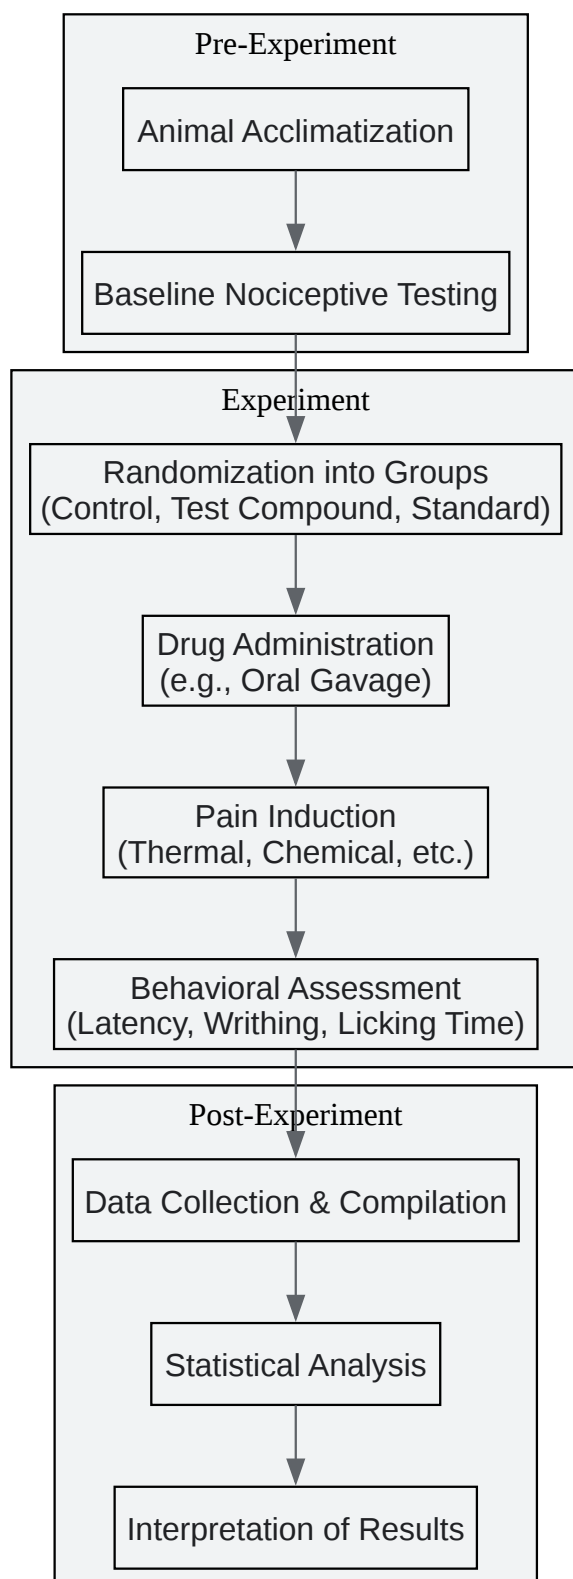 Pre-Experiment
Animal Acclimatization
Baseline Nociceptive Testing
Experiment
Randomization into Groups
(Control, Test Compound, Standard)
Drug Administration
(e.g., Oral Gavage)
Pain Induction
(Thermal, Chemical, etc.)
Behavioral Assessment
(Latency, Writhing, Licking Time)
Post-Experiment
Data Collection & Compilation
Statistical Analysis
Interpretation of Results